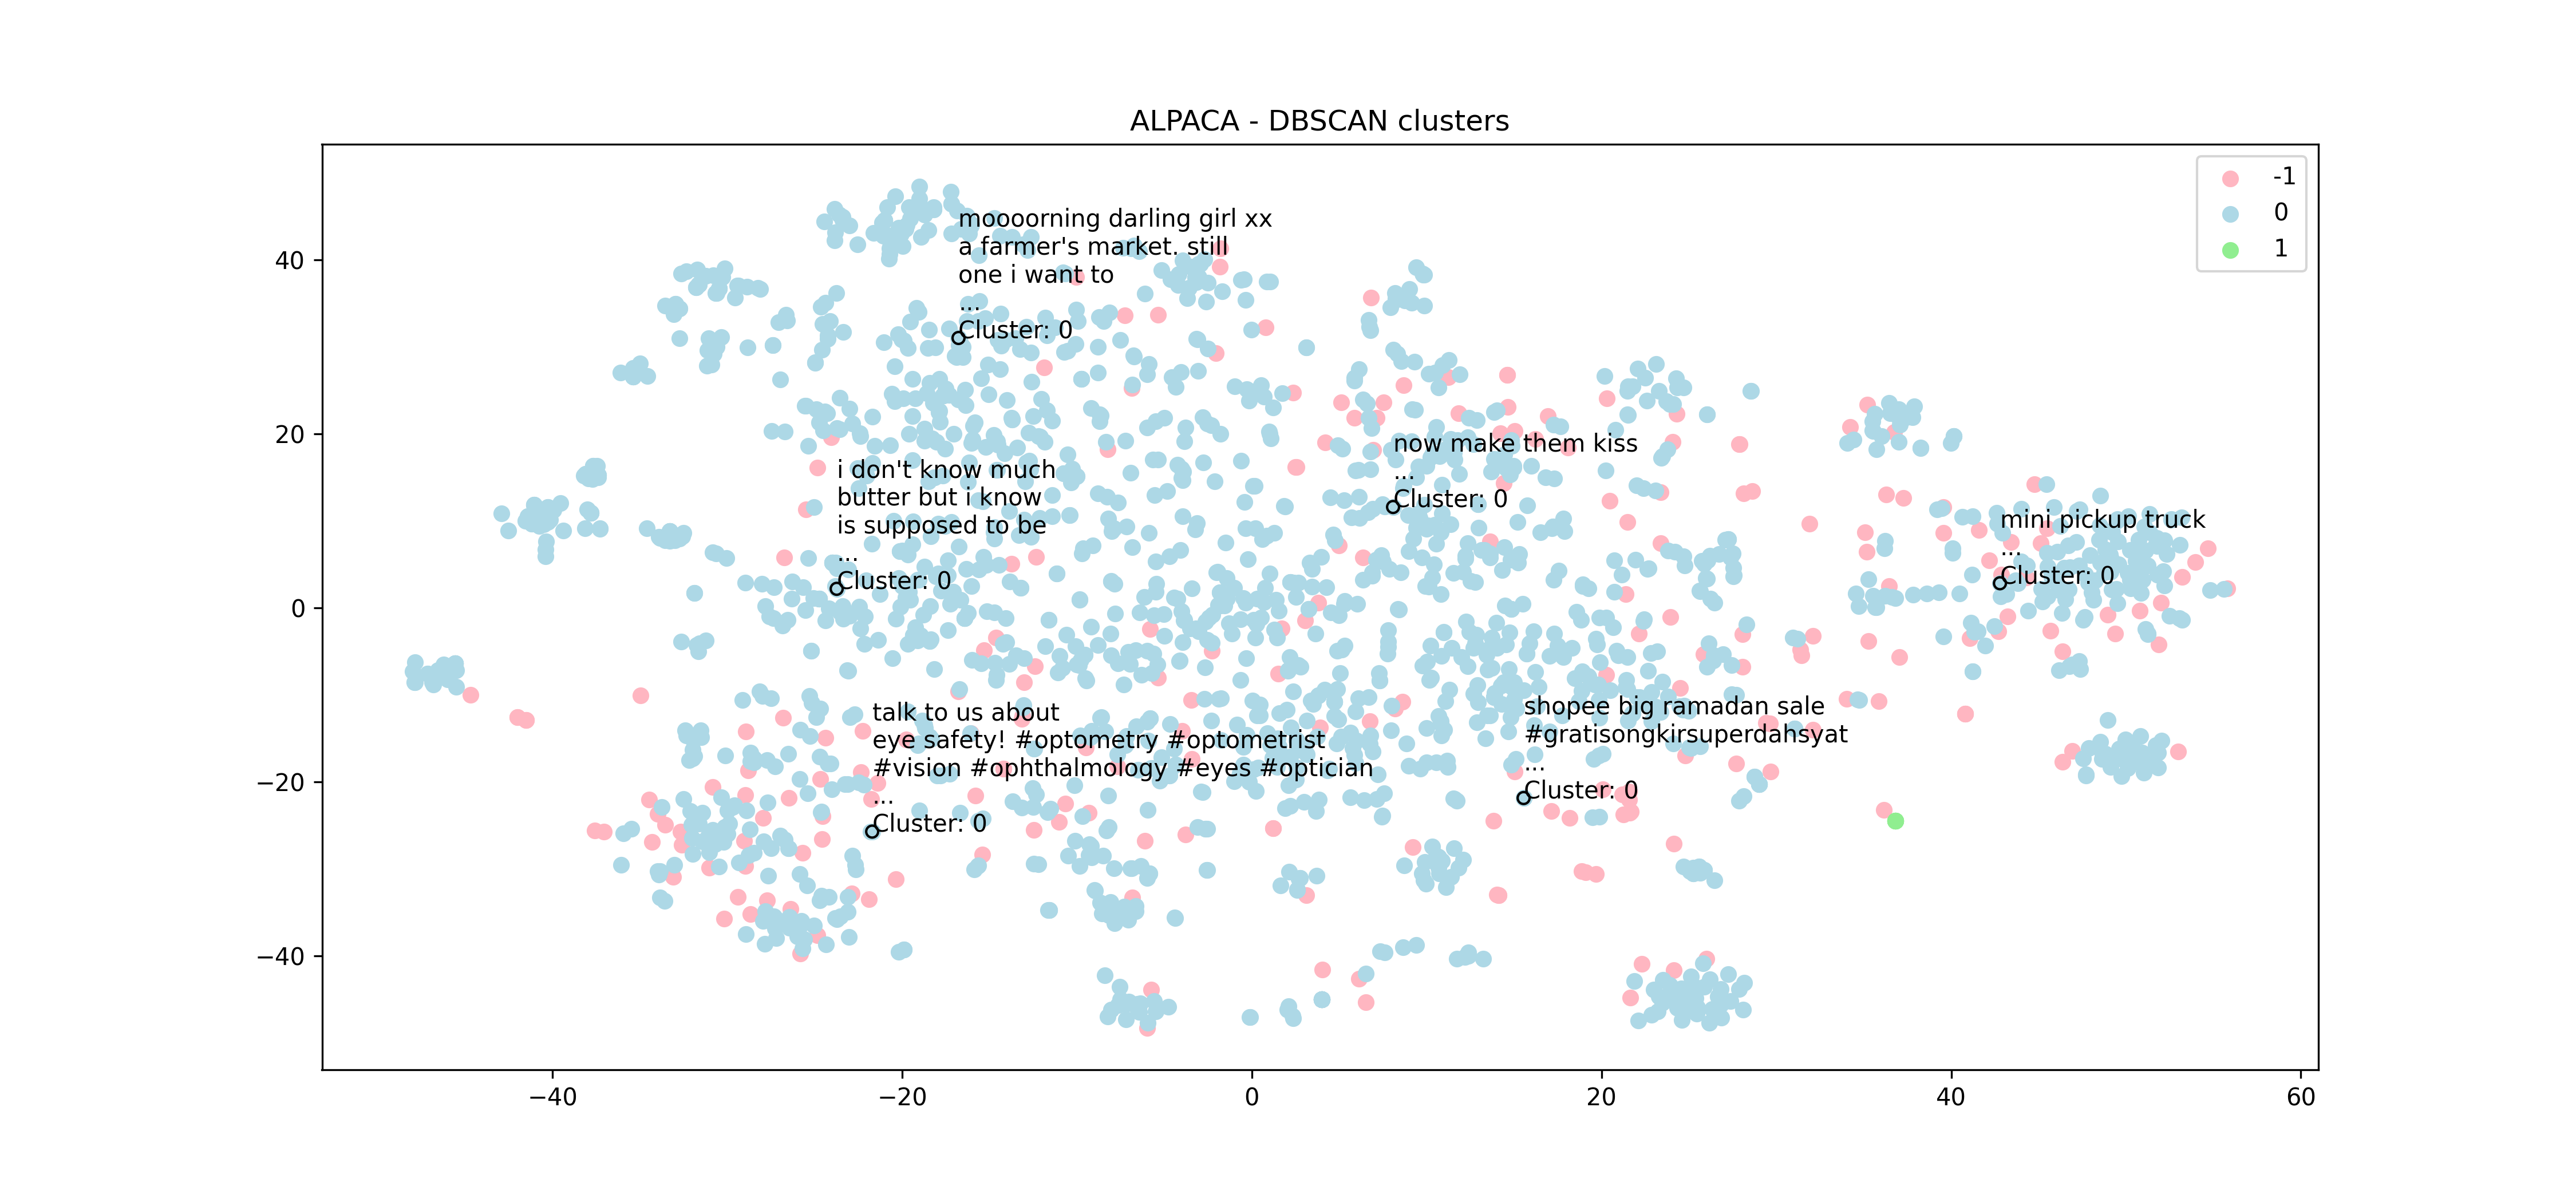 ALPACA - DBSCAN clusters
-1
0
1
moooorning darling girl xx
a farmer's market. still
one i want to
...
Cluster: 0
now make them kiss
...
Cluster: 0
i don't know much
butter but i know
is supposed to be
...
Cluster: 0
mini pickup truck
...
Cluster: 0
talk to us about
eye safety! #optometry #optometrist
#vision #ophthalmology #eyes #optician
...
Cluster: 0
shopee big ramadan sale
#gratisongkirsuperdahsyat
...
Cluster: 0
40
20
0
−20
−40
−40
−20
0
20
40
60